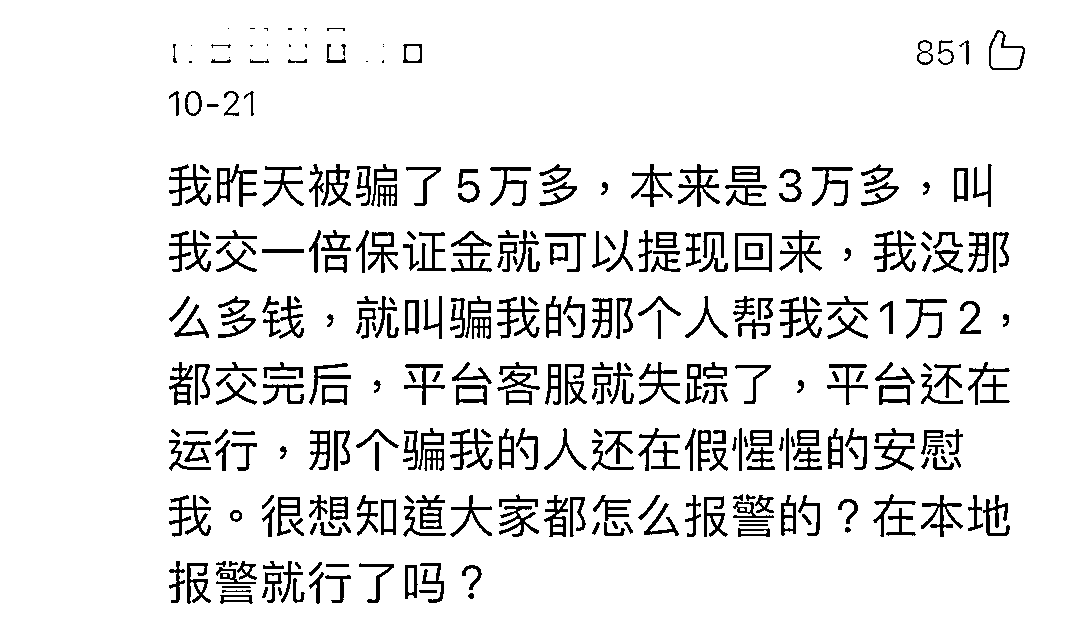 851
10-21
我昨天被骗了5万多，本来是3万多，叫
我交一倍保证金就可以提现回来，我没那
么多钱，就叫骗我的那个人帮我交1万2，
都交完后，平台客服就失踪了，平台还在
运行，那个骗我的人还在假惺惺的安慰
我。很想知道大家都怎么报警的？在本地
报警就行了吗？